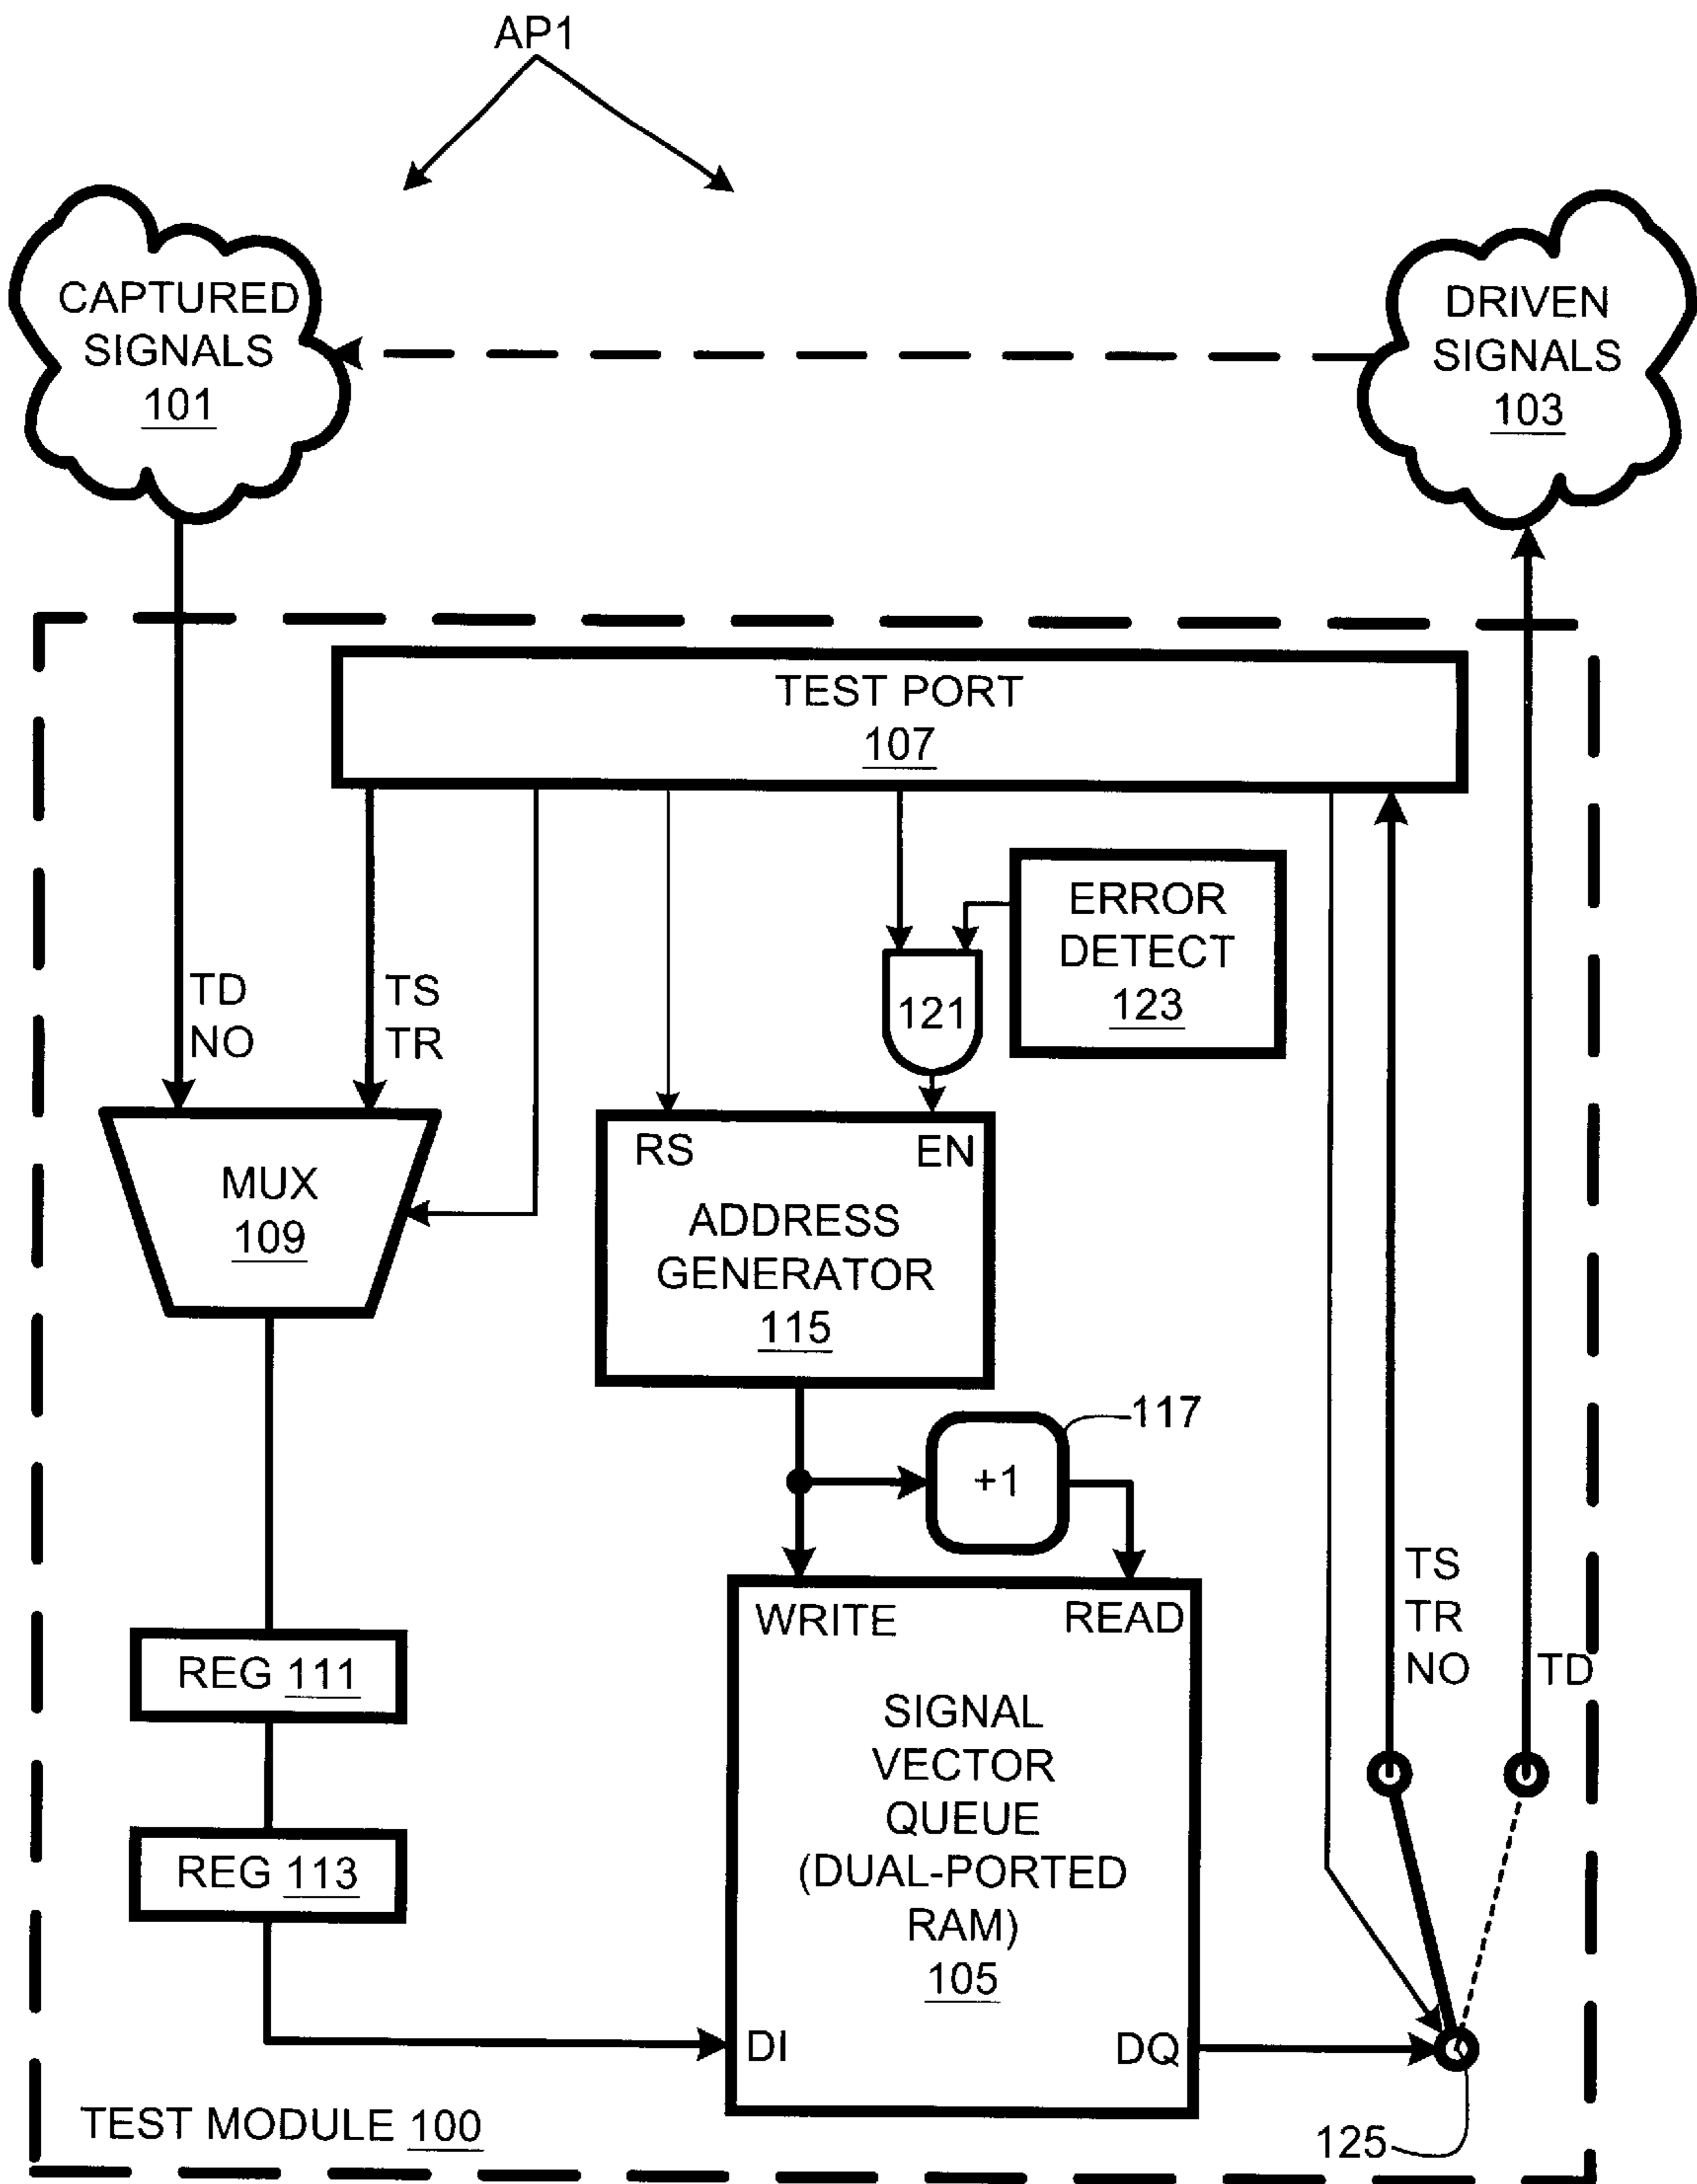 AP1
CAPTURED
SIGNALS
101
DRIVEN
SIGNALS
103
TEST PORT
107
ERROR
DETECT
123
TD
NO
TS
TR
121
MUX
109
RS
EN
ADDRESS
GENERATOR
115
117
+1
TS
TR
NO
TD
WRITE
READ
REG 111
SIGNAL
VECTOR
QUEUE
(DUAL-PORTED
RAM)
105
REG 113
DI
DQ
TEST MODULE 100
125